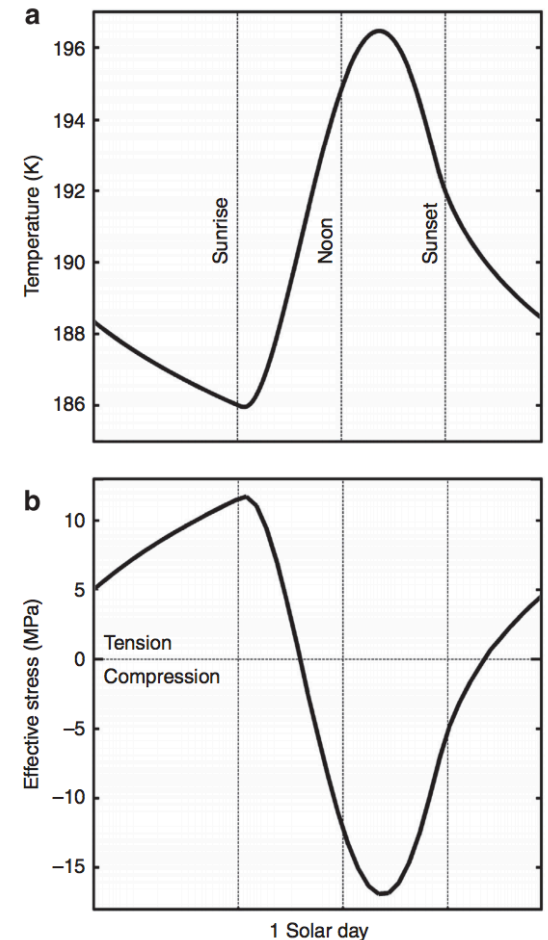 a
196
194
192
190
188
186
Temperature (K)
Sunrise
Noon
Sunset
b
10
5
0
−5
−10
−15
Effective stress (MPa)
Tension
Compression
1 Solar day